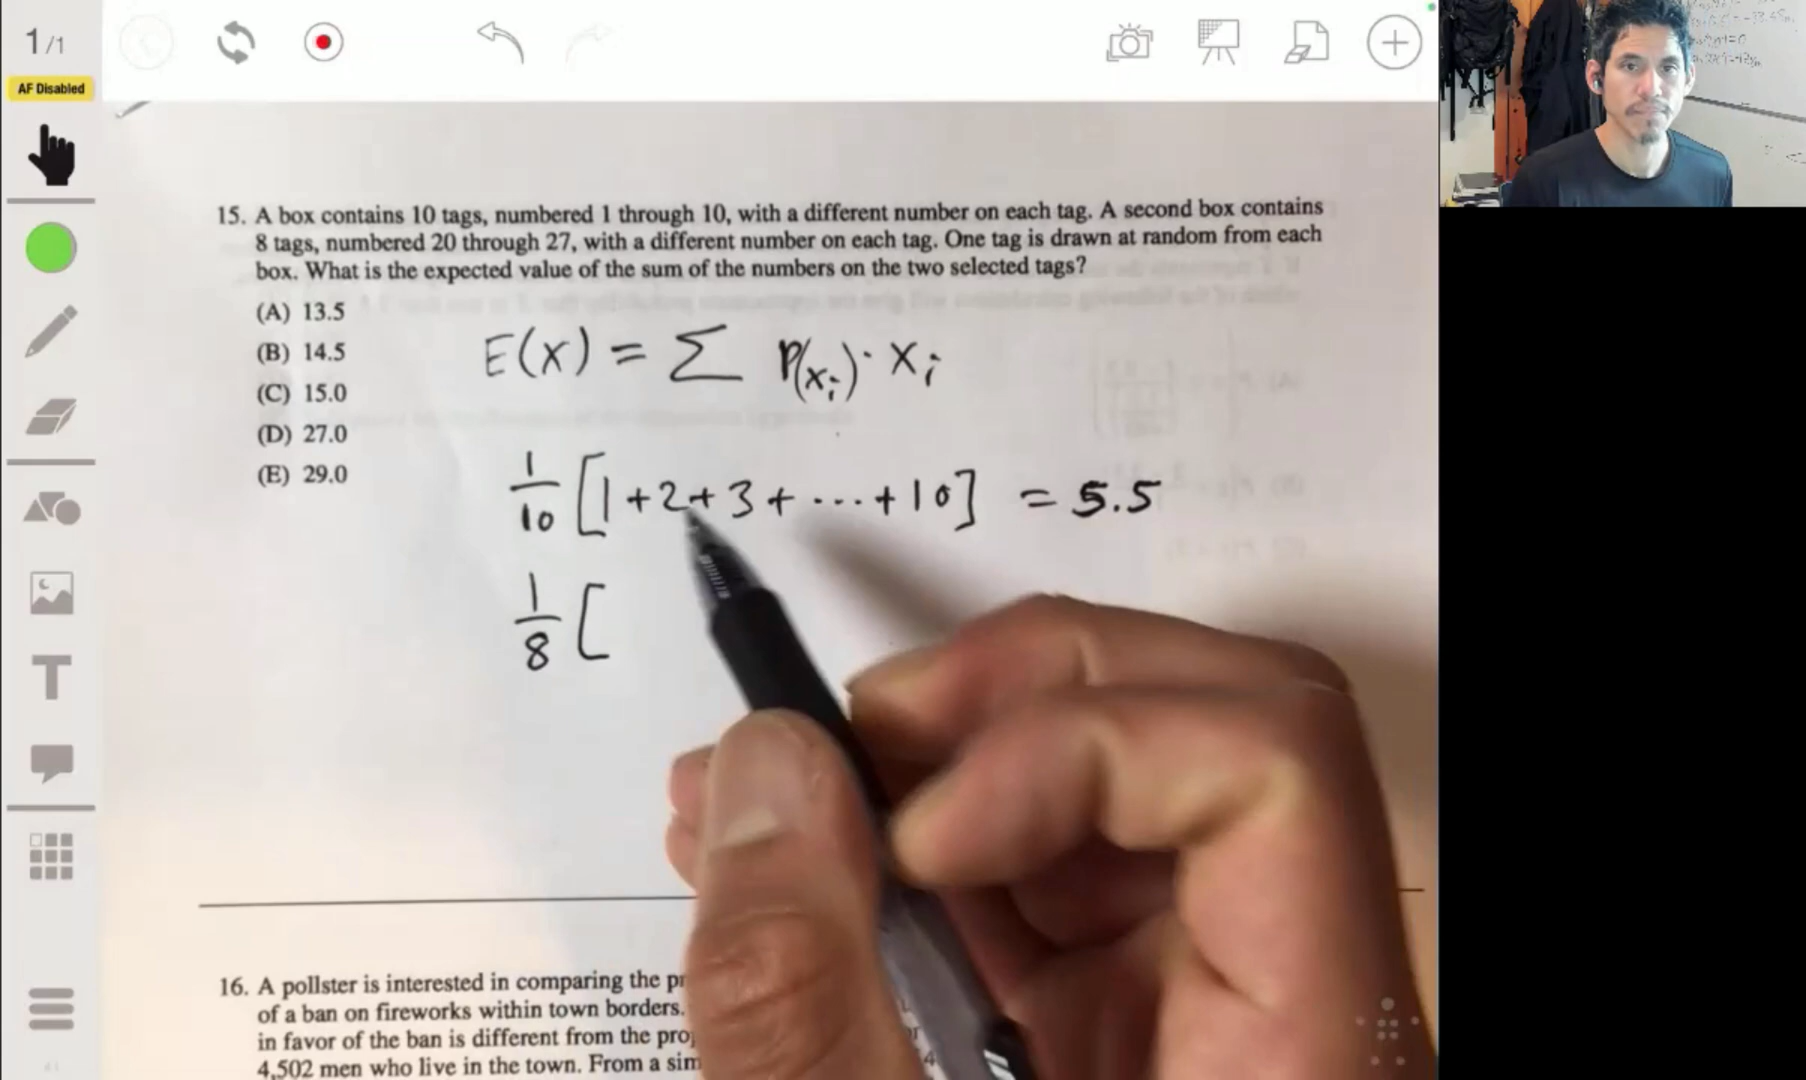 1/1
AF Disabled
15. A box contains 10 tags, numbered 1 through 10, with a different number on each tag. A second box contains
8 tags, numbered 20 through 27, with a different number on each tag. One tag is drawn at random from each
box. What is the expected value of the sum of the numbers on the two selected tags?
(A) 13.5
(B) 14.5
(C) 15.0
(D) 27.0
(E) 29.0
E(x) = Σ P(xᵢ) · xᵢ
1/10 [1+2+3+ ··· +10] = 5.5
1/8 [
T
16. A pollster is interested in comparing the
of a ban on fireworks within town borders.
in favor of the ban is different from the
4,502 men who live in the town. From a